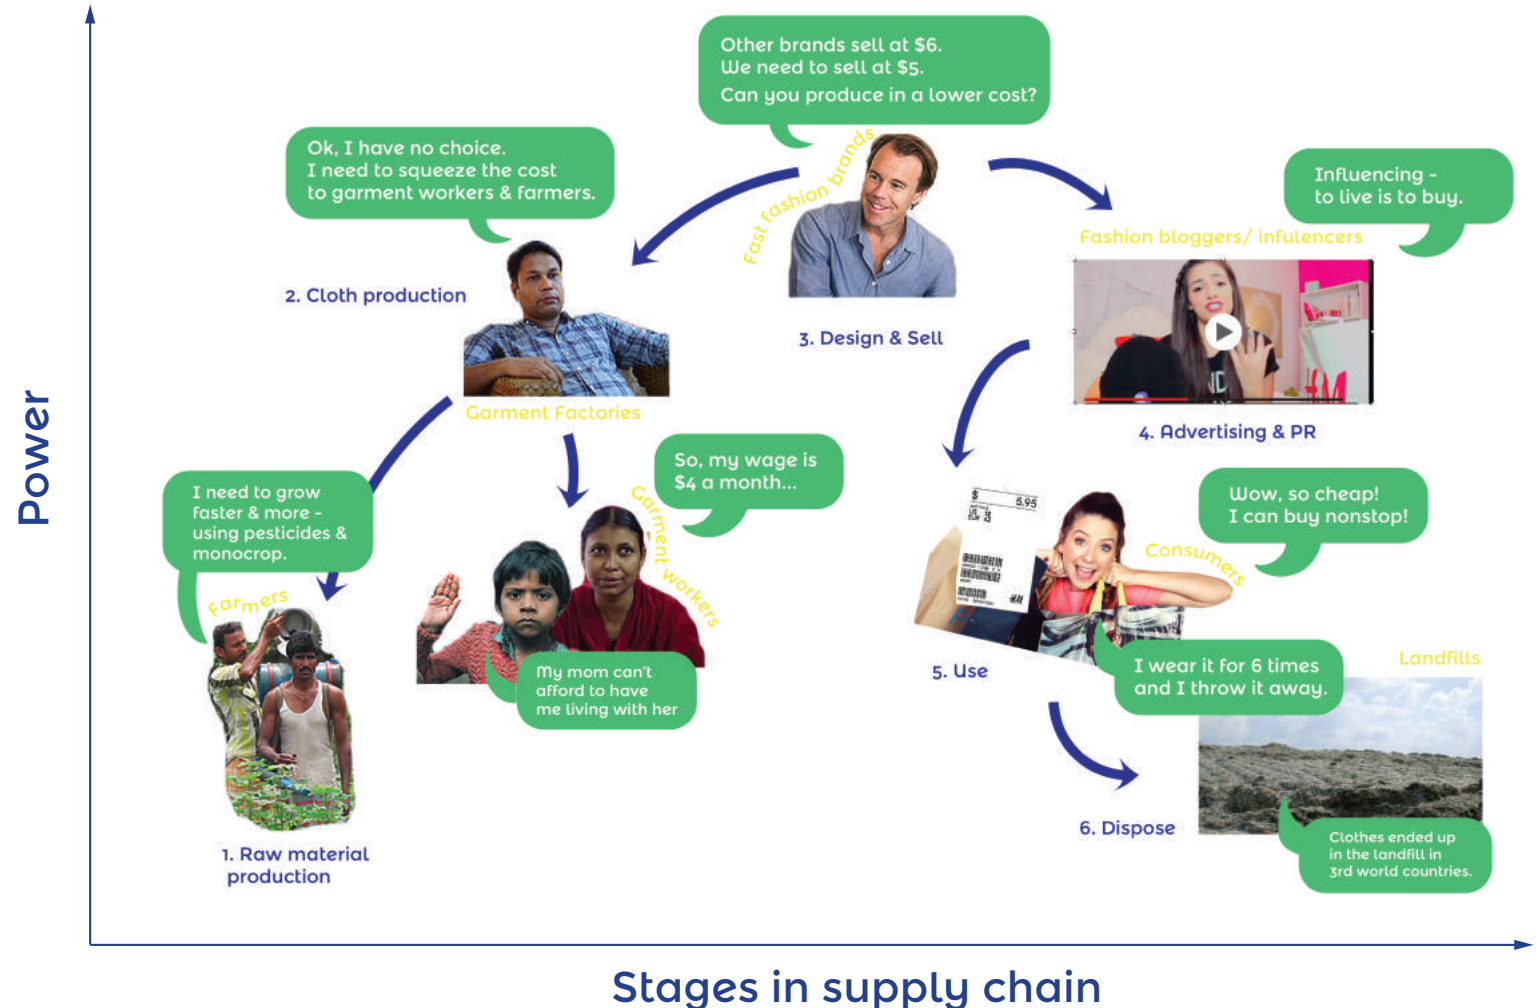 Other brands sell at $6.
We need to sell at $5.
Can you produce in a lower cost?
Fast fashion brands
3. Design & Sell
Ok, I have no choice.
I need to squeeze the cost
to garment workers & farmers.
2. Cloth production
Garment Factories
Influencing -
to live is to buy.
Fashion bloggers/ infulencers
4. Advertising & PR
Power
I need to grow
faster & more -
using pesticides &
monocrop.
Farmers
1. Raw material
production
So, my wage is
$4 a month...
Garment workers
My mom can't
afford to have
me living with her
$ 5.95
H&M
Wow, so cheap!
I can buy nonstop!
Consumers
I wear it for 6 times
and I throw it away.
5. Use
Landfills
6. Dispose
Clothes ended up
in the landfill in
3rd world countries.
Stages in supply chain